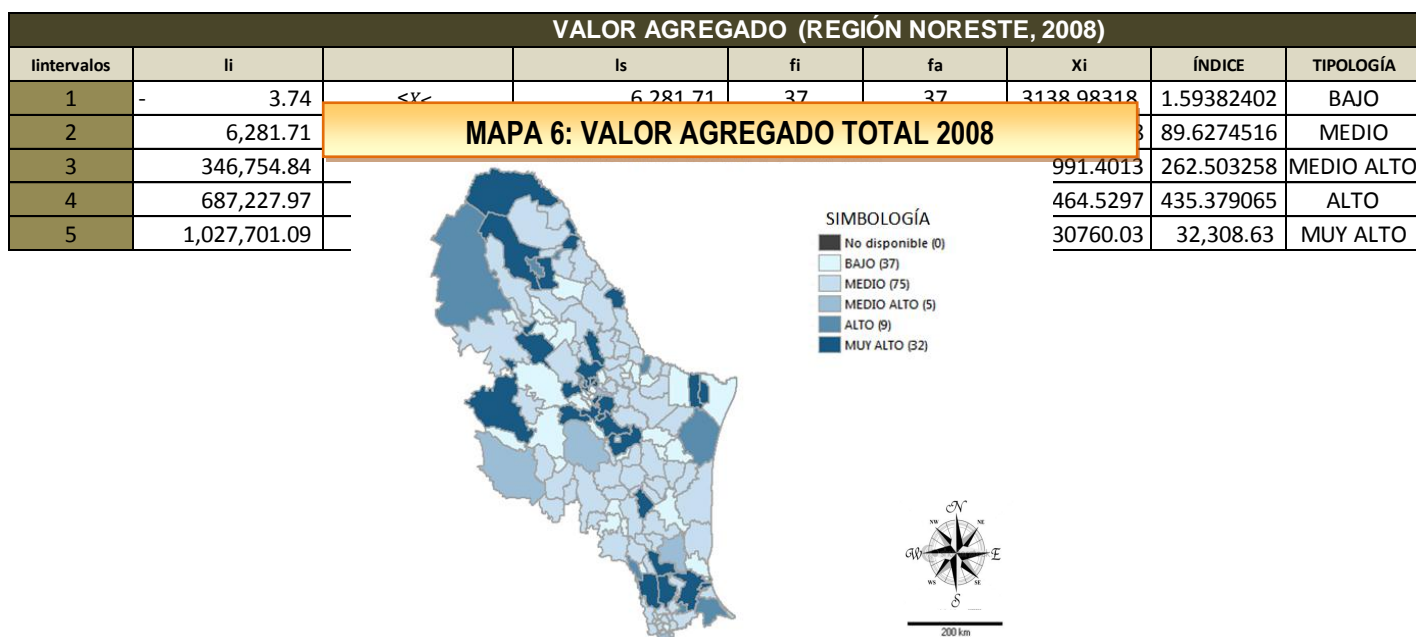 VALOR AGREGADO (REGIÓN NORESTE, 2008)
Iintervalos li ls fi fa Xi ÍNDICE TIPOLOGÍA
1 - 3.74 <X< 6,281.71 37 37 3138.98318 1.59382402 BAJO
2 6,281.71 89.6274516 MEDIO
3 346,754.84 991.4013 262.503258 MEDIO ALTO
4 687,227.97 464.5297 435.379065 ALTO
5 1,027,701.09 30760.03 32,308.63 MUY ALTO
MAPA 6: VALOR AGREGADO TOTAL 2008
SIMBOLOGÍA
No disponible (0)
BAJO (37)
MEDIO (75)
MEDIO ALTO (5)
ALTO (9)
MUY ALTO (32)
N
NW NE
W E
WS SE
S
200 km